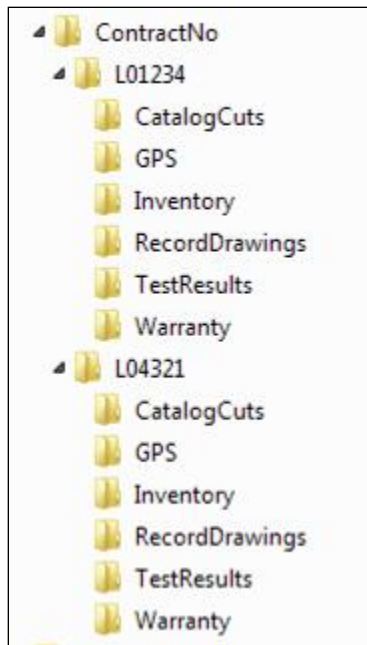 ContractNo
L01234
CatalogCuts
GPS
Inventory
RecordDrawings
TestResults
Warranty
L04321
CatalogCuts
GPS
Inventory
RecordDrawings
TestResults
Warranty